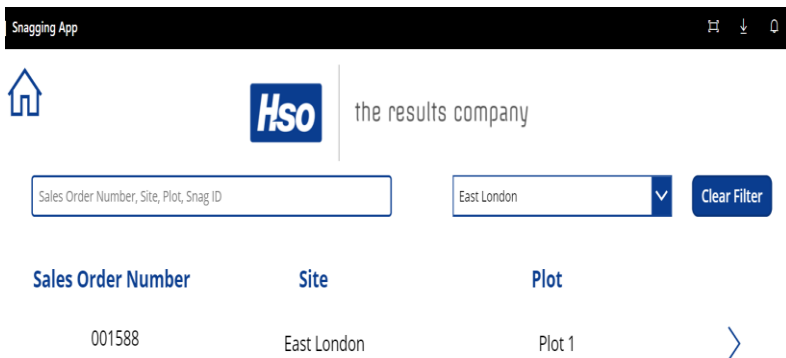 Snagging App
Hso
the results company
Sales Order Number, Site, Plot, Snag ID
East London
Clear Filter
Sales Order Number Site Plot
001588 East London Plot 1